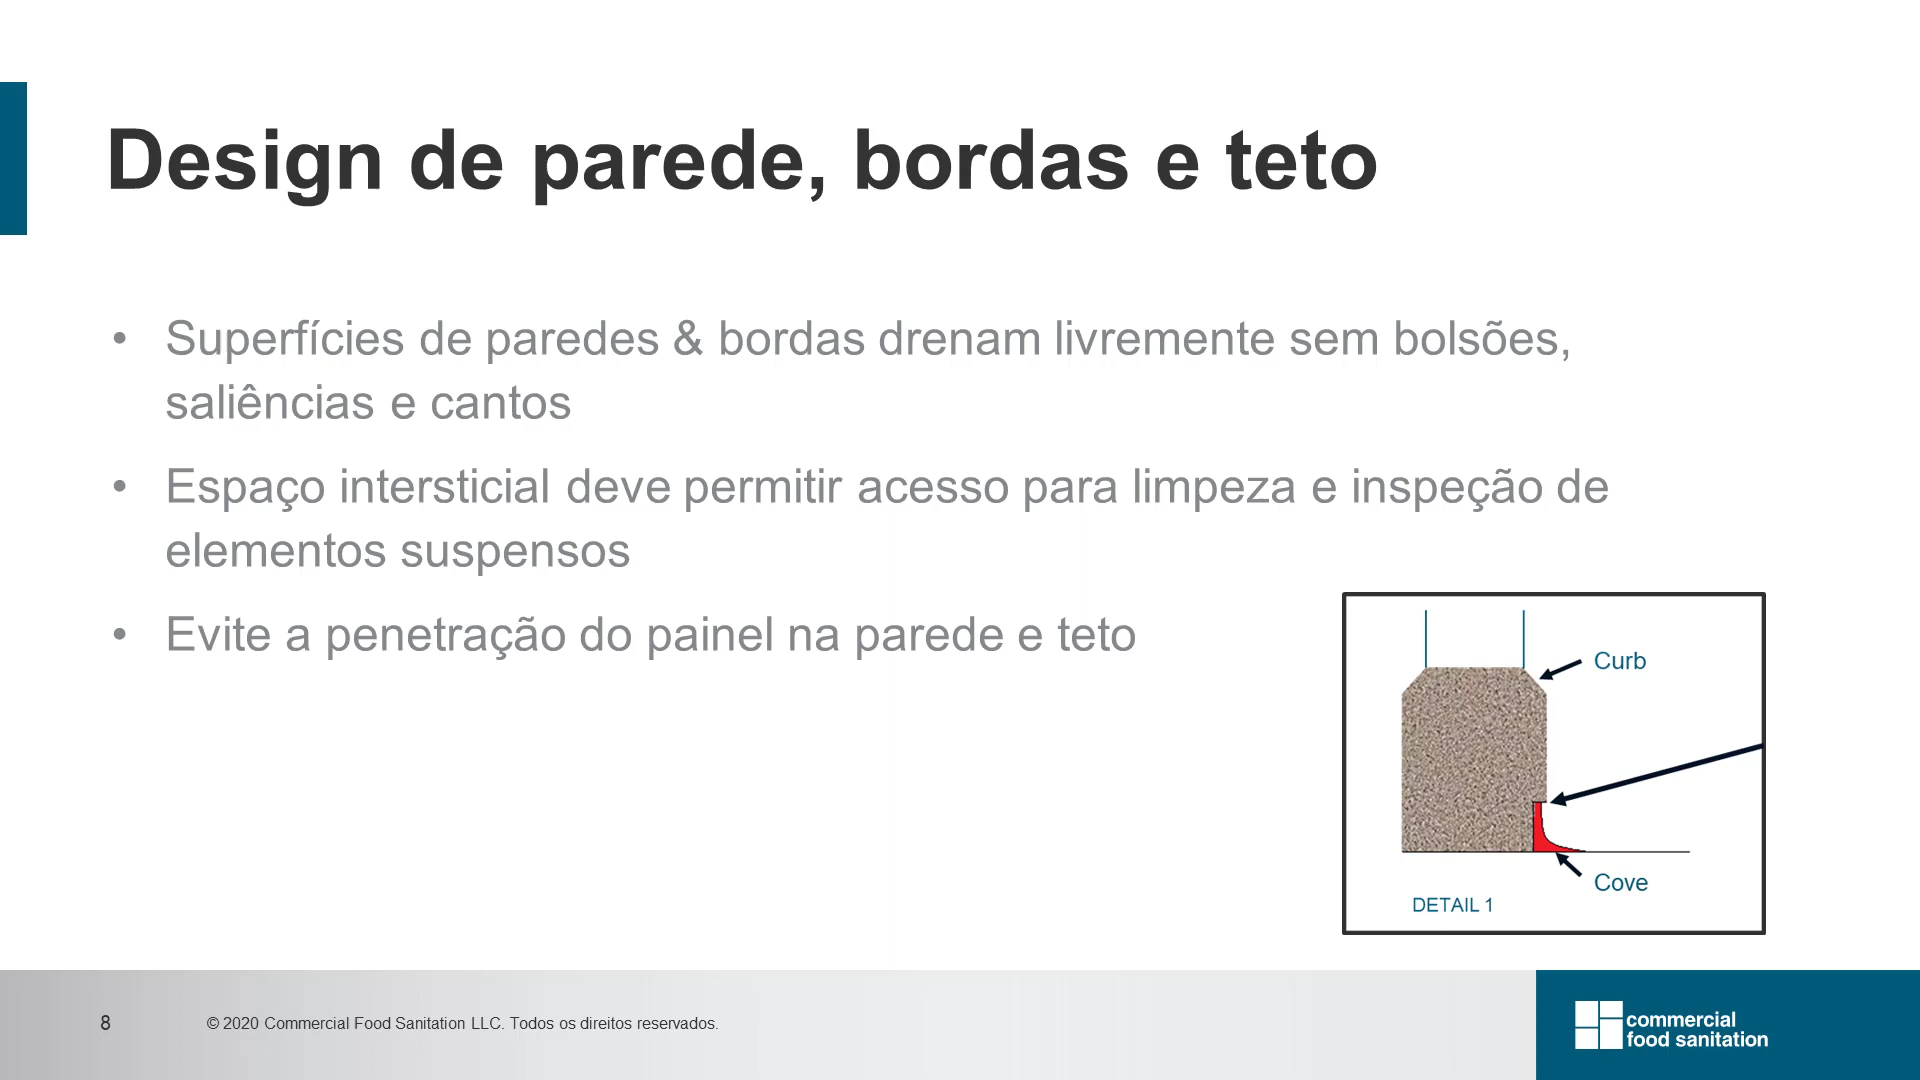 Design de parede, bordas e teto
• Superfícies de paredes & bordas drenam livremente sem bolsões,
saliências e cantos
• Espaço intersticial deve permitir acesso para limpeza e inspeção de
elementos suspensos
• Evite a penetração do painel na parede e teto
Curb
Cove
DETAIL 1
8
© 2020 Commercial Food Sanitation LLC. Todos os direitos reservados.
commercial
food sanitation